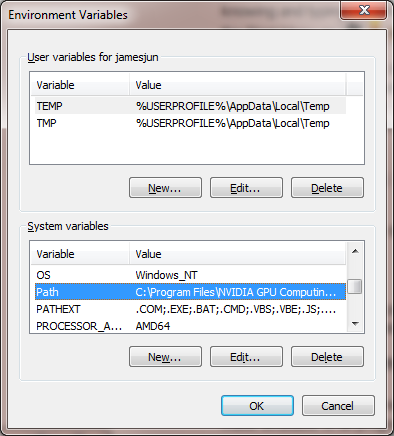 Environment Variables
User variables for jamesjun
Variable Value
TEMP %USERPROFILE%\AppData\Local\Temp
TMP %USERPROFILE%\AppData\Local\Temp
New... Edit... Delete
System variables
Variable Value
OS Windows_NT
Path C:\Program Files\NVIDIA GPU Computin...
PATHEXT .COM;.EXE;.BAT;.CMD;.VBS;.VBE;.JS;....
PROCESSOR_A... AMD64
New... Edit... Delete
OK Cancel